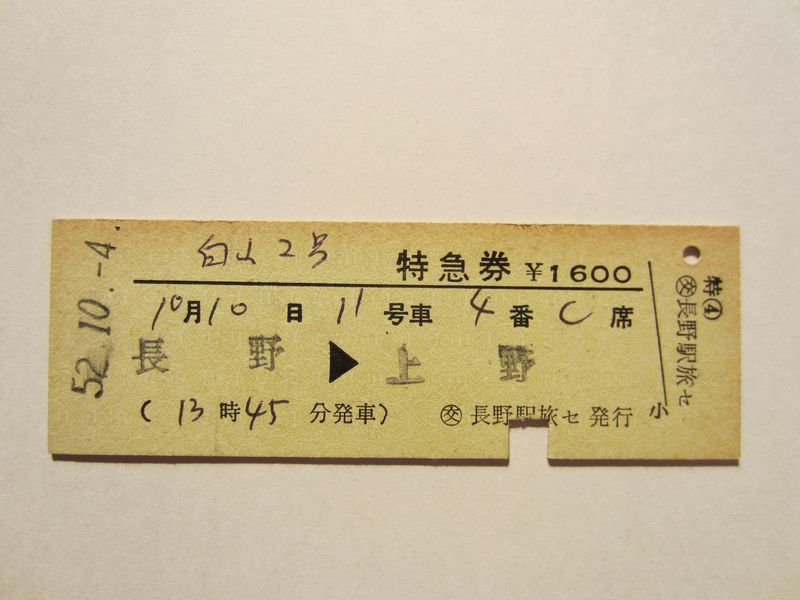 52.10.-4.
白山2号 特急券 ¥1600
10月10日 11号車 4番C席
長野▶上野
(13時45分発車) ㊋長野駅旅セ発行
小
特④
交長野駅旅セ